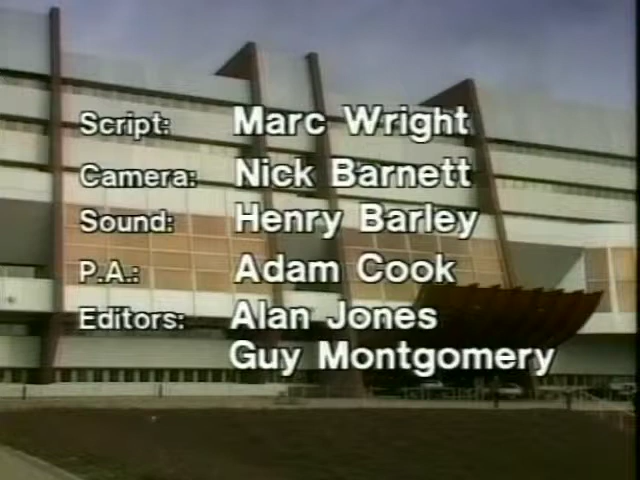 Script: Marc Wright
Camera: Nick Barnett
Sound: Henry Barley
P.A.: Adam Cook
Editors: Alan Jones
Guy Montgomery